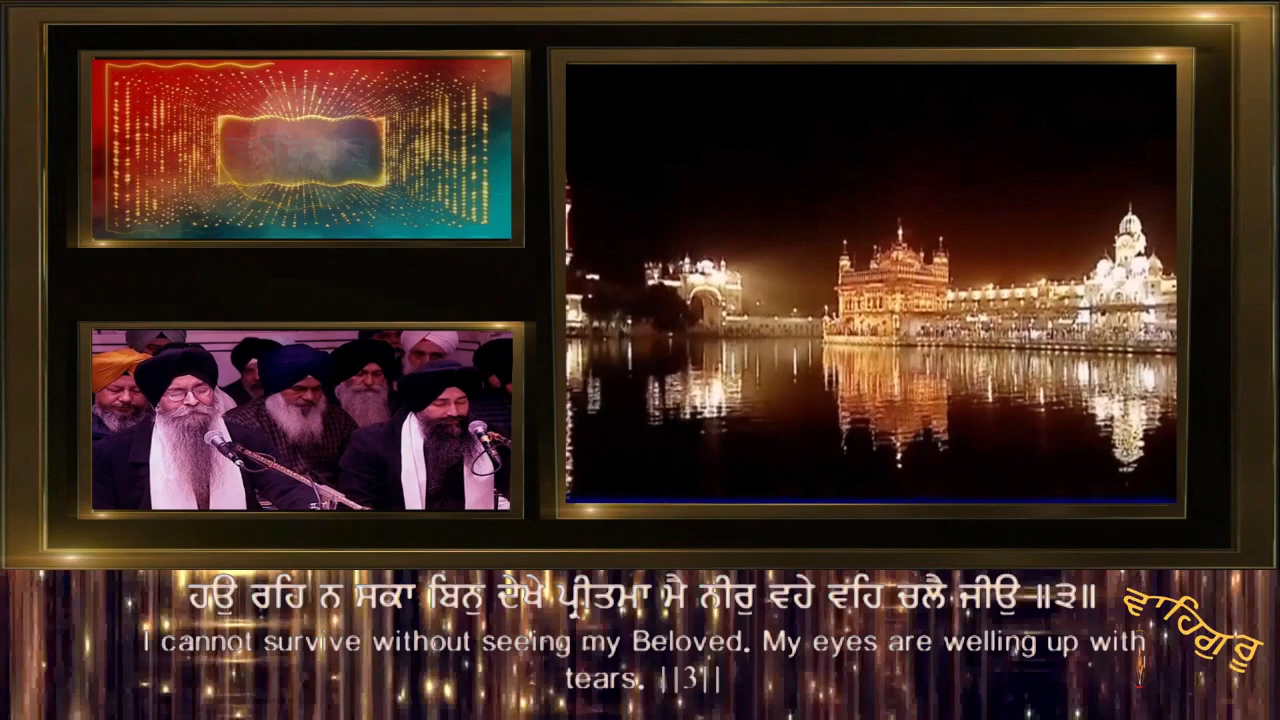 ਹਉ ਰਹਿ ਨ ਸਕਾ ਬਿਨੁ ਦੇਖੇ ਪ੍ਰੀਤਮਾ ਮੈ ਨੀਰੁ ਵਹੇ ਵਹਿ ਚਲੈ ਜੀਉ ॥੩॥
I cannot survive without seeing my Beloved. My eyes are welling up with
tears. ||3||
ਵਾਹਿਗੁਰੂ